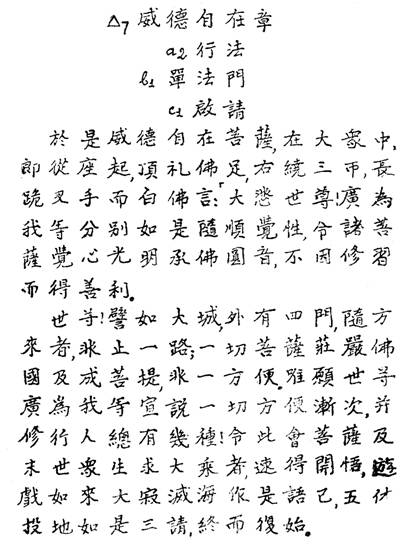 Δ7 威德自在章
a2 行法
b1 單法門
c1 啟請
於是威德自在菩薩,在大眾中,
即從座起,頂礼佛足,右繞三帀,長
跪叉手而白佛言:「大悲世尊!廣為
我等分別如是隨順覺性,令諸菩
薩覺心光明承佛圓音,不因修習
而得善利。
世尊!譬如大城,外有四門,隨方
來者,非止一路;一切菩薩莊嚴佛
國及成菩提,非一方便。唯願世尊
廣為我等宣說一切方便漸次,并
修行人總有幾種!令此會菩薩及
末世眾生求大乘者,速得開悟,遊
戲如來大寂滅海作是語已,五体
投地如是三請,終而復始。